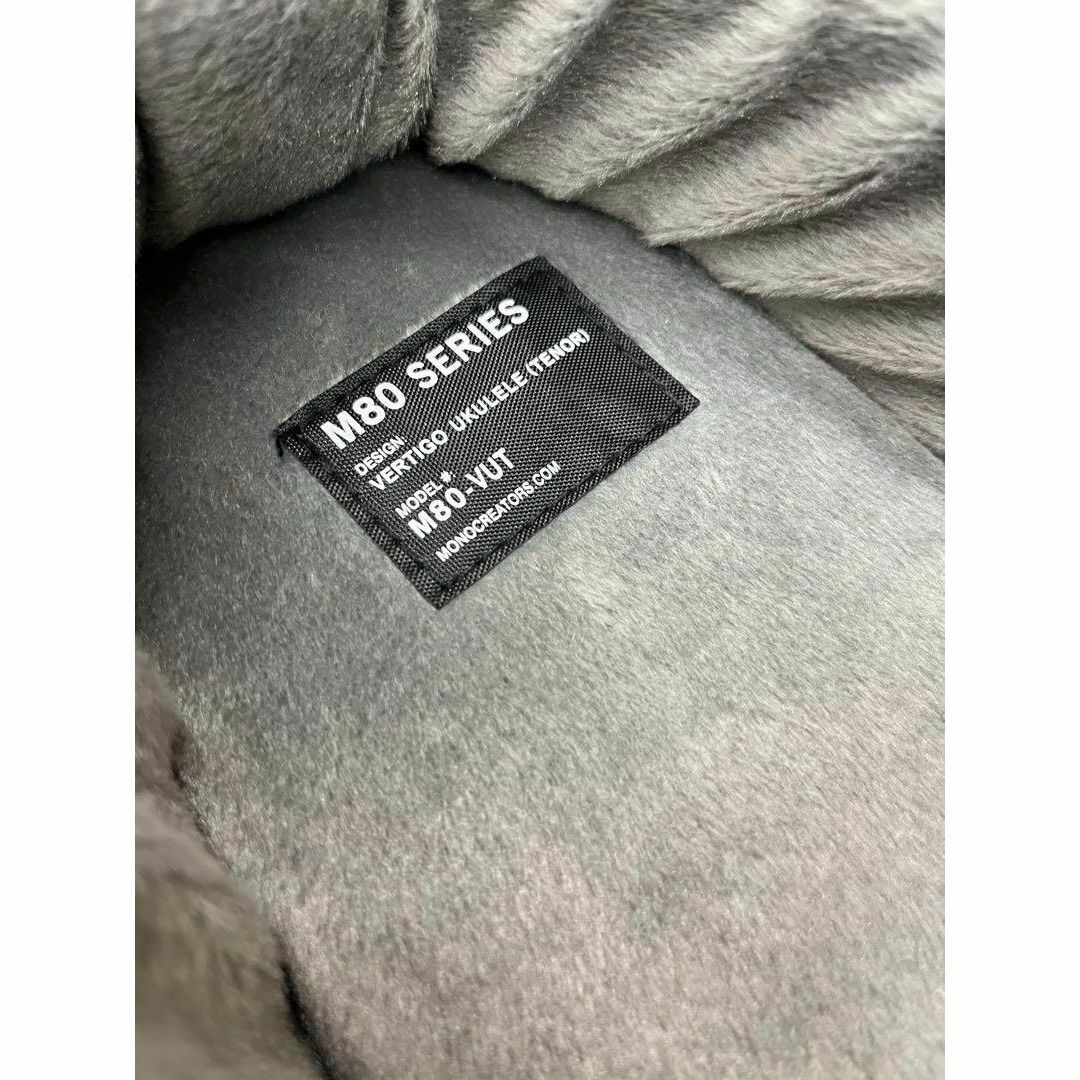 M80 SERIES
DESIGN
VERTIGO UKULELE (TENOR)
MODEL #
M80-VUT
MONOCREATORS.COM